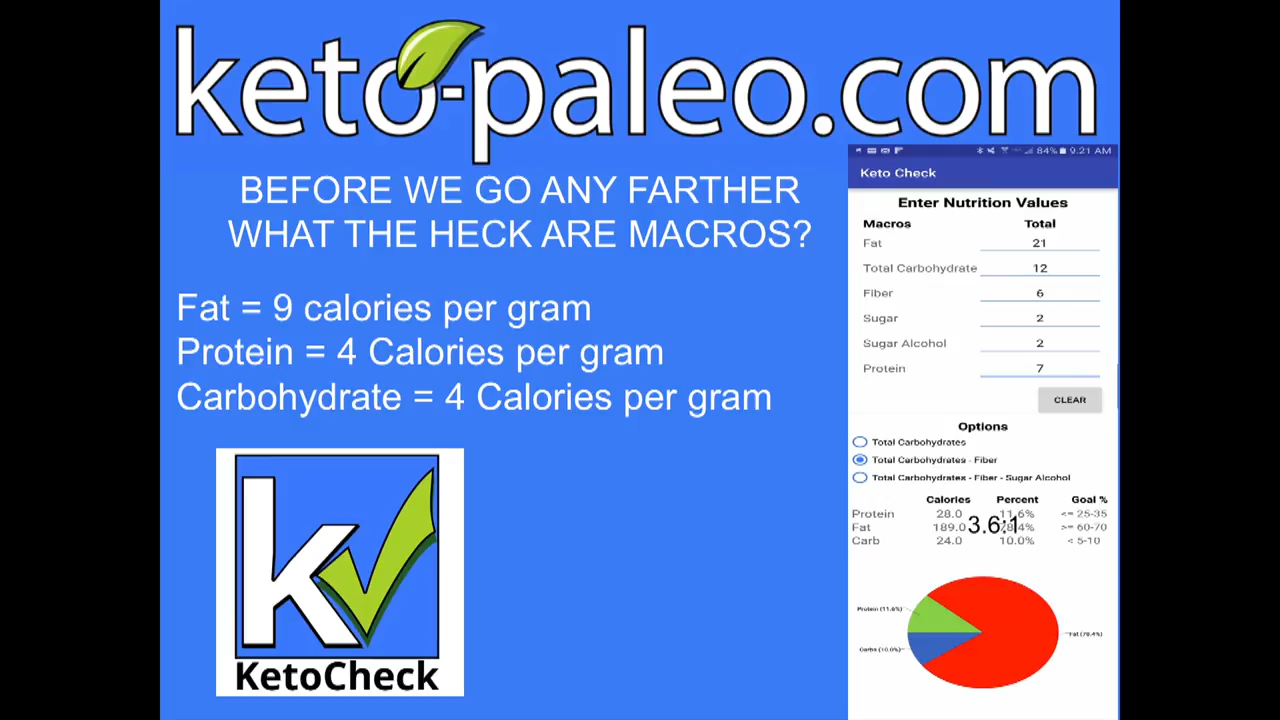 keto-paleo.com
BEFORE WE GO ANY FARTHER
WHAT THE HECK ARE MACROS?
Fat = 9 calories per gram
Protein = 4 Calories per gram
Carbohydrate = 4 Calories per gram
K
KetoCheck
84% 9:21 AM
Keto Check
Enter Nutrition Values
Macros Total
Fat 21
Total Carbohydrate 12
Fiber 6
Sugar 2
Sugar Alcohol 2
Protein 7
CLEAR
Options
Total Carbohydrates
Total Carbohydrates - Fiber
Total Carbohydrates - Fiber - Sugar Alcohol
Calories Percent Goal %
Protein 28.0 11.6% <= 25-35
Fat 189.0 3.6:1 78.4% >= 60-70
Carb 24.0 10.0% < 5-10
Protein (11.6%)
Fat (78.4%)
Carbs (10.0%)